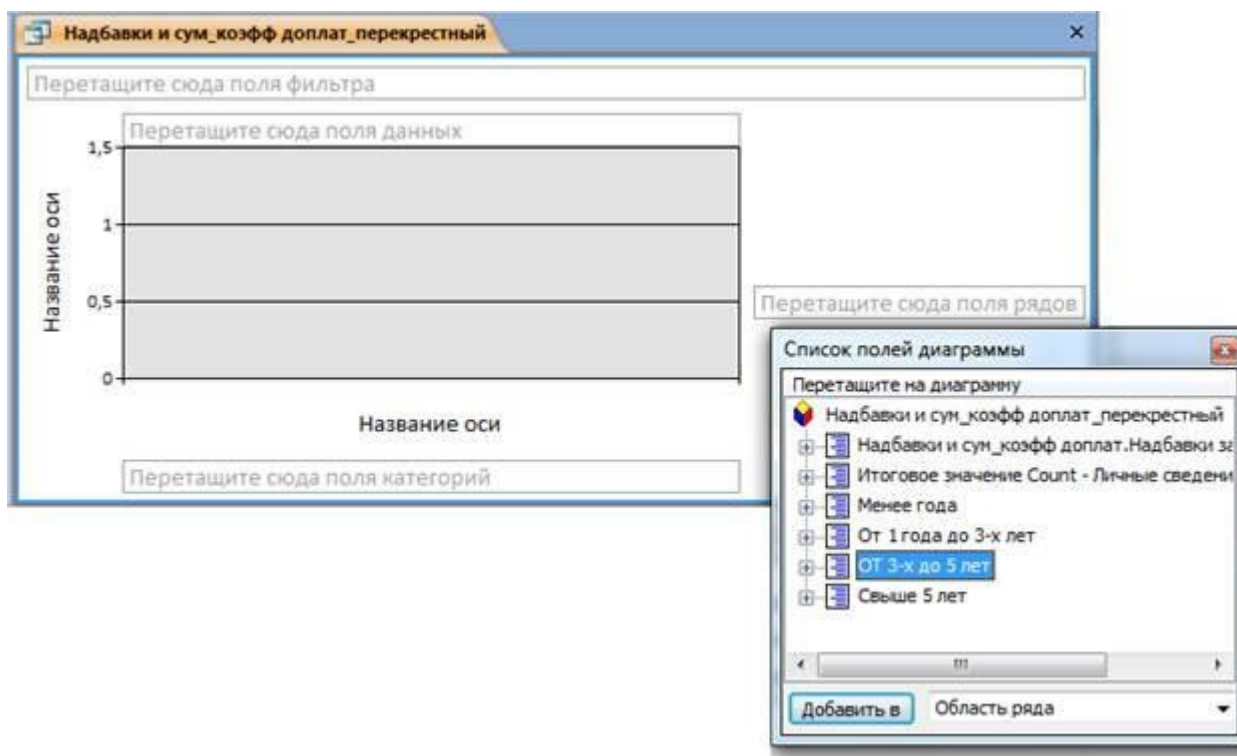 Надбавки и сум_коэфф доплат_перекрестный
Перетащите сюда поля фильтра
Перетащите сюда поля данных
1,5
1
0,5
0
Название оси
Название оси
Перетащите сюда поля рядов
Перетащите сюда поля категорий
Список полей диаграммы
Перетащите на диаграмму
Надбавки и сум_коэфф доплат_перекрестный
Надбавки и сум_коэфф доплат.Надбавки за
Итоговое значение Count - Личные сведени
Менее года
От 1 года до 3-х лет
ОТ 3-х до 5 лет
Свыше 5 лет
Добавить в
Область ряда